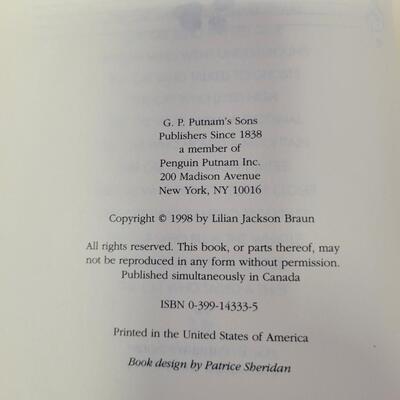 G. P. Putnam's Sons
Publishers Since 1838
a member of
Penguin Putnam Inc.
200 Madison Avenue
New York, NY 10016
Copyright © 1998 by Lilian Jackson Braun
All rights reserved. This book, or parts thereof, may
not be reproduced in any form without permission.
Published simultaneously in Canada
ISBN 0-399-14333-5
Printed in the United States of America
Book design by Patrice Sheridan